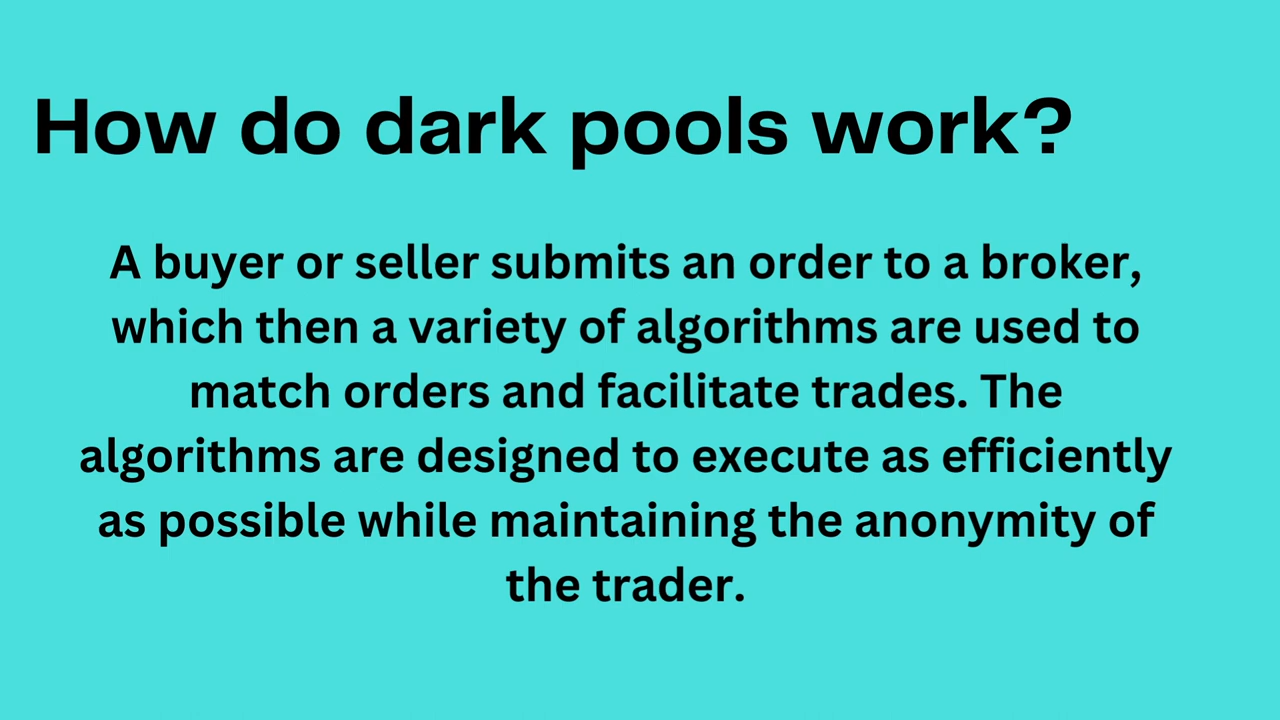 How do dark pools work?
A buyer or seller submits an order to a broker,
which then a variety of algorithms are used to
match orders and facilitate trades. The
algorithms are designed to execute as efficiently
as possible while maintaining the anonymity of
the trader.